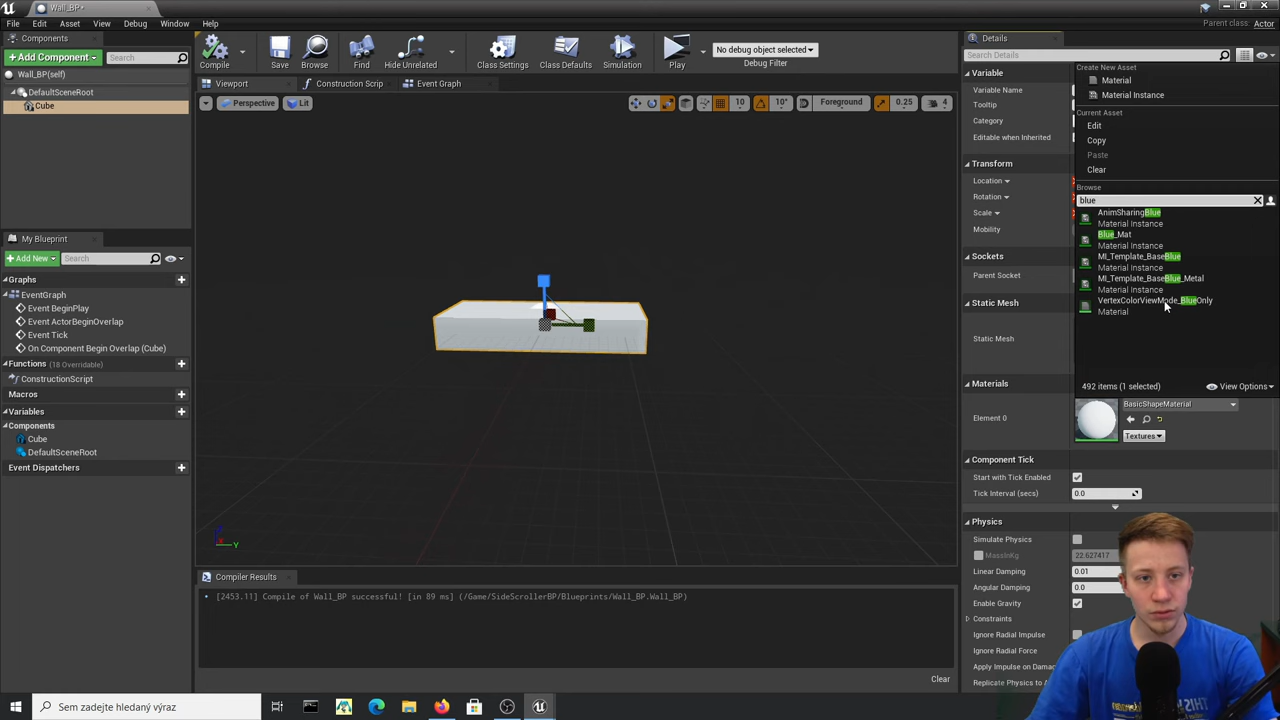 Wall_BP*
File Edit Asset View Debug Window Help
Parent class: Actor
Components
+Add Component Search
Wall_BP(self)
DefaultSceneRoot
Cube
Compile Save Browse Find Hide Unrelated Class Settings Class Defaults Simulation Play
No debug object selected
Debug Filter
Viewport Construction Scrip Event Graph
Perspective Lit 10 10° Foreground 0.25 4
My Blueprint
+Add New Search
Graphs
EventGraph
Event BeginPlay
Event ActorBeginOverlap
Event Tick
On Component Begin Overlap (Cube)
Functions (18 Overridable)
ConstructionScript
Macros
Variables
Components
Cube
DefaultSceneRoot
Event Dispatchers
Y
Compiler Results
[2453.11] Compile of Wall_BP successful! [in 89 ms] (/Game/SideScrollerBP/Blueprints/Wall_BP.Wall_BP)
Clear
Details
Search Details
Variable
Variable Name
Tooltip
Category
Editable when Inherited
Transform
Location
Rotation
Scale
Mobility
Sockets
Parent Socket
Static Mesh
Static Mesh
Materials
Element 0
BasicShapeMaterial
Textures
Create New Asset
Material
Material Instance
Current Asset
Edit
Copy
Paste
Clear
Browse
blue
AnimSharingBlue
Material Instance
Blue_Mat
Material Instance
MI_Template_BaseBlue
Material Instance
MI_Template_BaseBlue_Metal
Material Instance
VertexColorViewMode_BlueOnly
Material
492 items (1 selected) View Options
Component Tick
Start with Tick Enabled
Tick Interval (secs) 0.0
Physics
Simulate Physics
MassInKg 22.627417
Linear Damping 0.01
Angular Damping 0.0
Enable Gravity
Constraints
Ignore Radial Impulse
Ignore Radial Force
Apply Impulse on Damag
Replicate Physics to A
Sem zadejte hledaný výraz